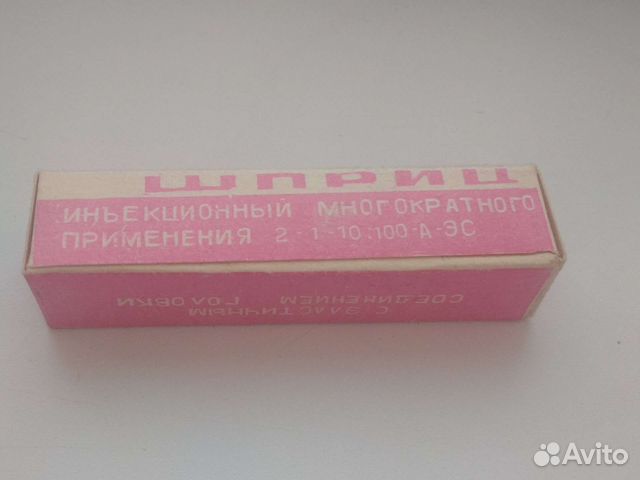 ШПРИЦ
ИНЪЕКЦИОННЫЙ МНОГОКРАТНОГО
ПРИМЕНЕНИЯ 2-1-10:100-А-ЭС
С ЭЛАСТИЧНЫМ
СОЕДИНЕНИЕМ ГОЛОВКИ
Avito